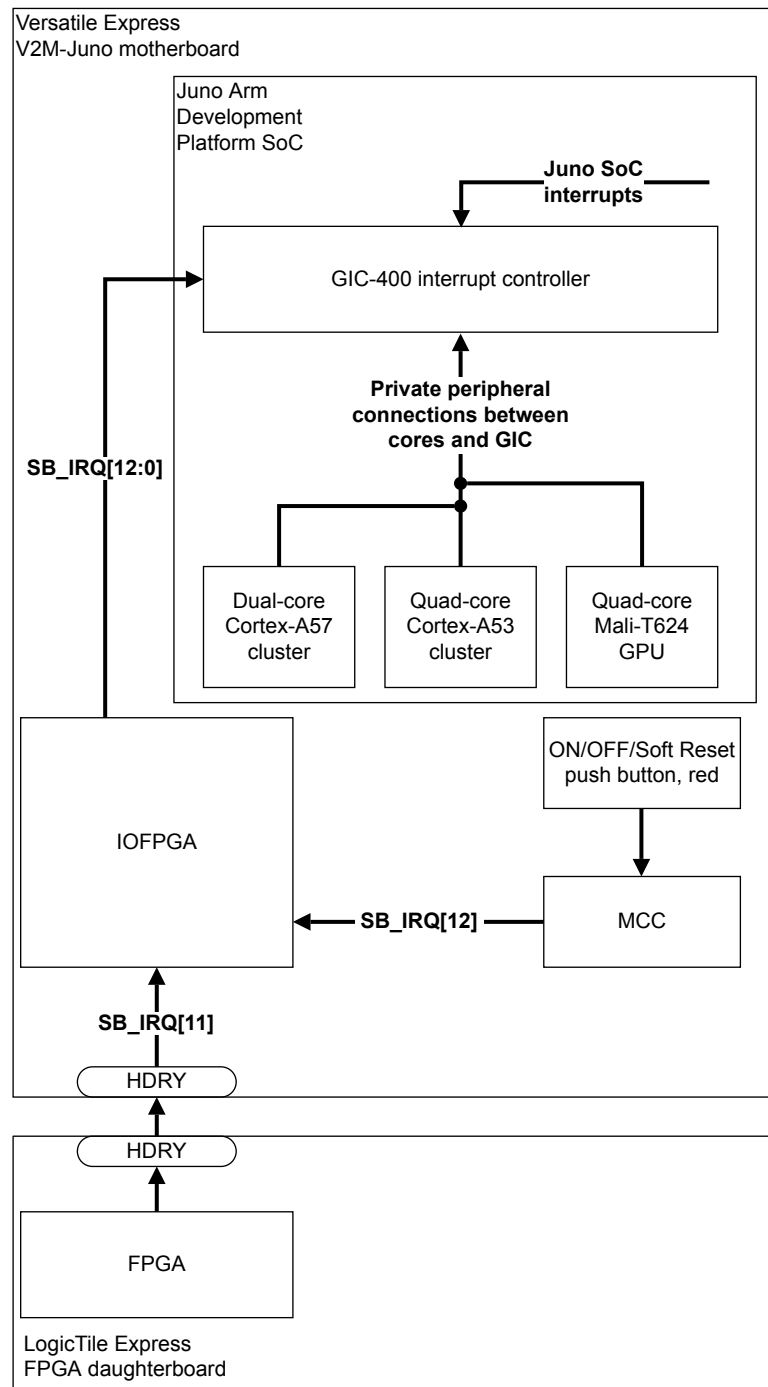 Versatile Express
V2M-Juno motherboard
Juno Arm
Development
Platform SoC
Juno SoC
interrupts
GIC-400 interrupt controller
Private peripheral
connections between
cores and GIC
SB_IRQ[12:0]
Dual-core
Cortex-A57
cluster
Quad-core
Cortex-A53
cluster
Quad-core
Mali-T624
GPU
ON/OFF/Soft Reset
push button, red
IOFPGA
SB_IRQ[12]
MCC
SB_IRQ[11]
HDRY
HDRY
FPGA
LogicTile Express
FPGA daughterboard